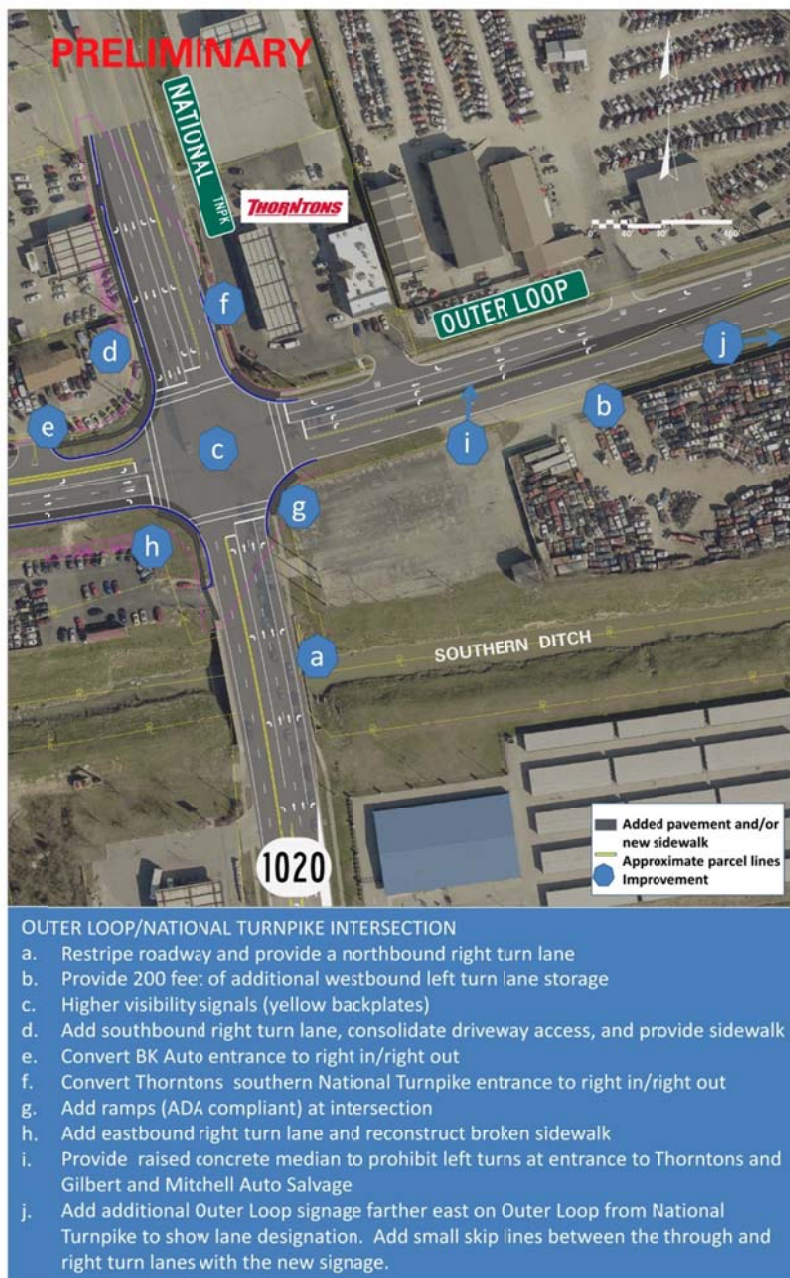 PRELIMINARY
NATIONAL TNPK
THORNTONS
OUTER LOOP
f
d
j
b
e
c
i
g
h
a
SOUTHERN DITCH
1020
Added pavement and/or
new sidewalk
Approximate parcel lines
Improvement
OUTER LOOP/NATIONAL TURNPIKE INTERSECTION
a. Restripe roadway and provide a northbound right turn lane
b. Provide 200 feet of additional westbound left turn lane storage
c. Higher visibility signals (yellow backplates)
d. Add southbound right turn lane, consolidate driveway access, and provide sidewalk
e. Convert BK Auto entrance to right in/right out
f. Convert Thorntons southern National Turnpike entrance to right in/right out
g. Add ramps (ADA compliant) at intersection
h. Add eastbound right turn lane and reconstruct broken sidewalk
i. Provide raised concrete median to prohibit left turns at entrance to Thorntons and
Gilbert and Mitchell Auto Salvage
j. Add additional Outer Loop signage farther east on Outer Loop from National
Turnpike to show lane designation. Add small skip lines between the through and
right turn lanes with the new signage.